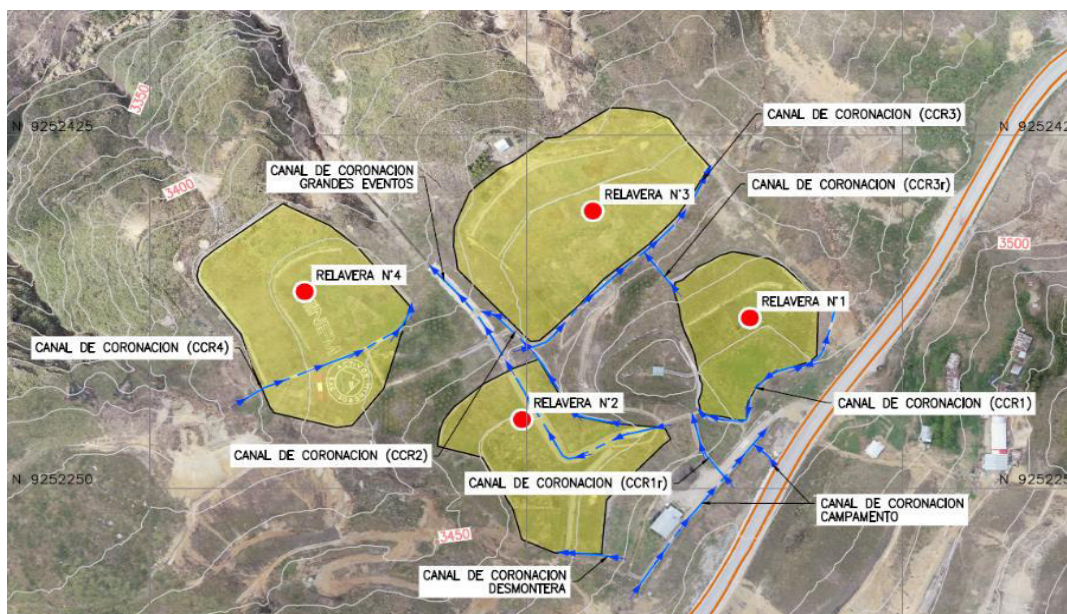 3350
N 9252425
CANAL DE CORONACION (CCR3)
N 925242
CANAL DE CORONACION
GRANDES EVENTOS
3400
CANAL DE CORONACION (CCR3r)
RELAVERA N°3
3500
RELAVERA N°4
RELAVERA N°1
CANAL DE CORONACION (CCR4)
RELAVERA N°2
CANAL DE CORONACION (CCR1)
CANAL DE CORONACION (CCR2)
N 9252250
CANAL DE CORONACION (CCR1r)
N 925225
CANAL DE CORONACION
CAMPAMENTO
3450
CANAL DE CORONACION
DESMONTERA